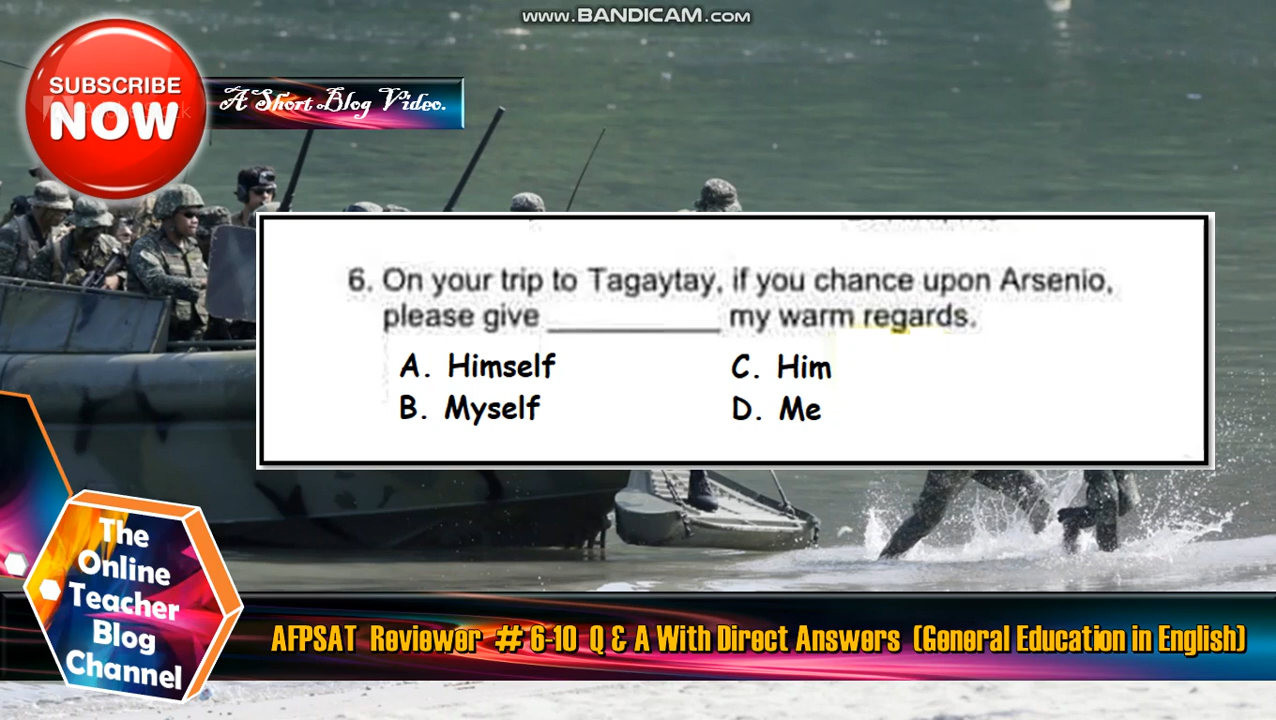 WWW.BANDICAM.COM
SUBSCRIBE
NOW
A Short Blog Video.
6. On your trip to Tagaytay, if you chance upon Arsenio,
please give ____________ my warm regards.
A. Himself
C. Him
B. Myself
D. Me
The
Online
Teacher
Blog
Channel
AFPSAT Reviewer # 6-10 Q & A With Direct Answers (General Education in English)